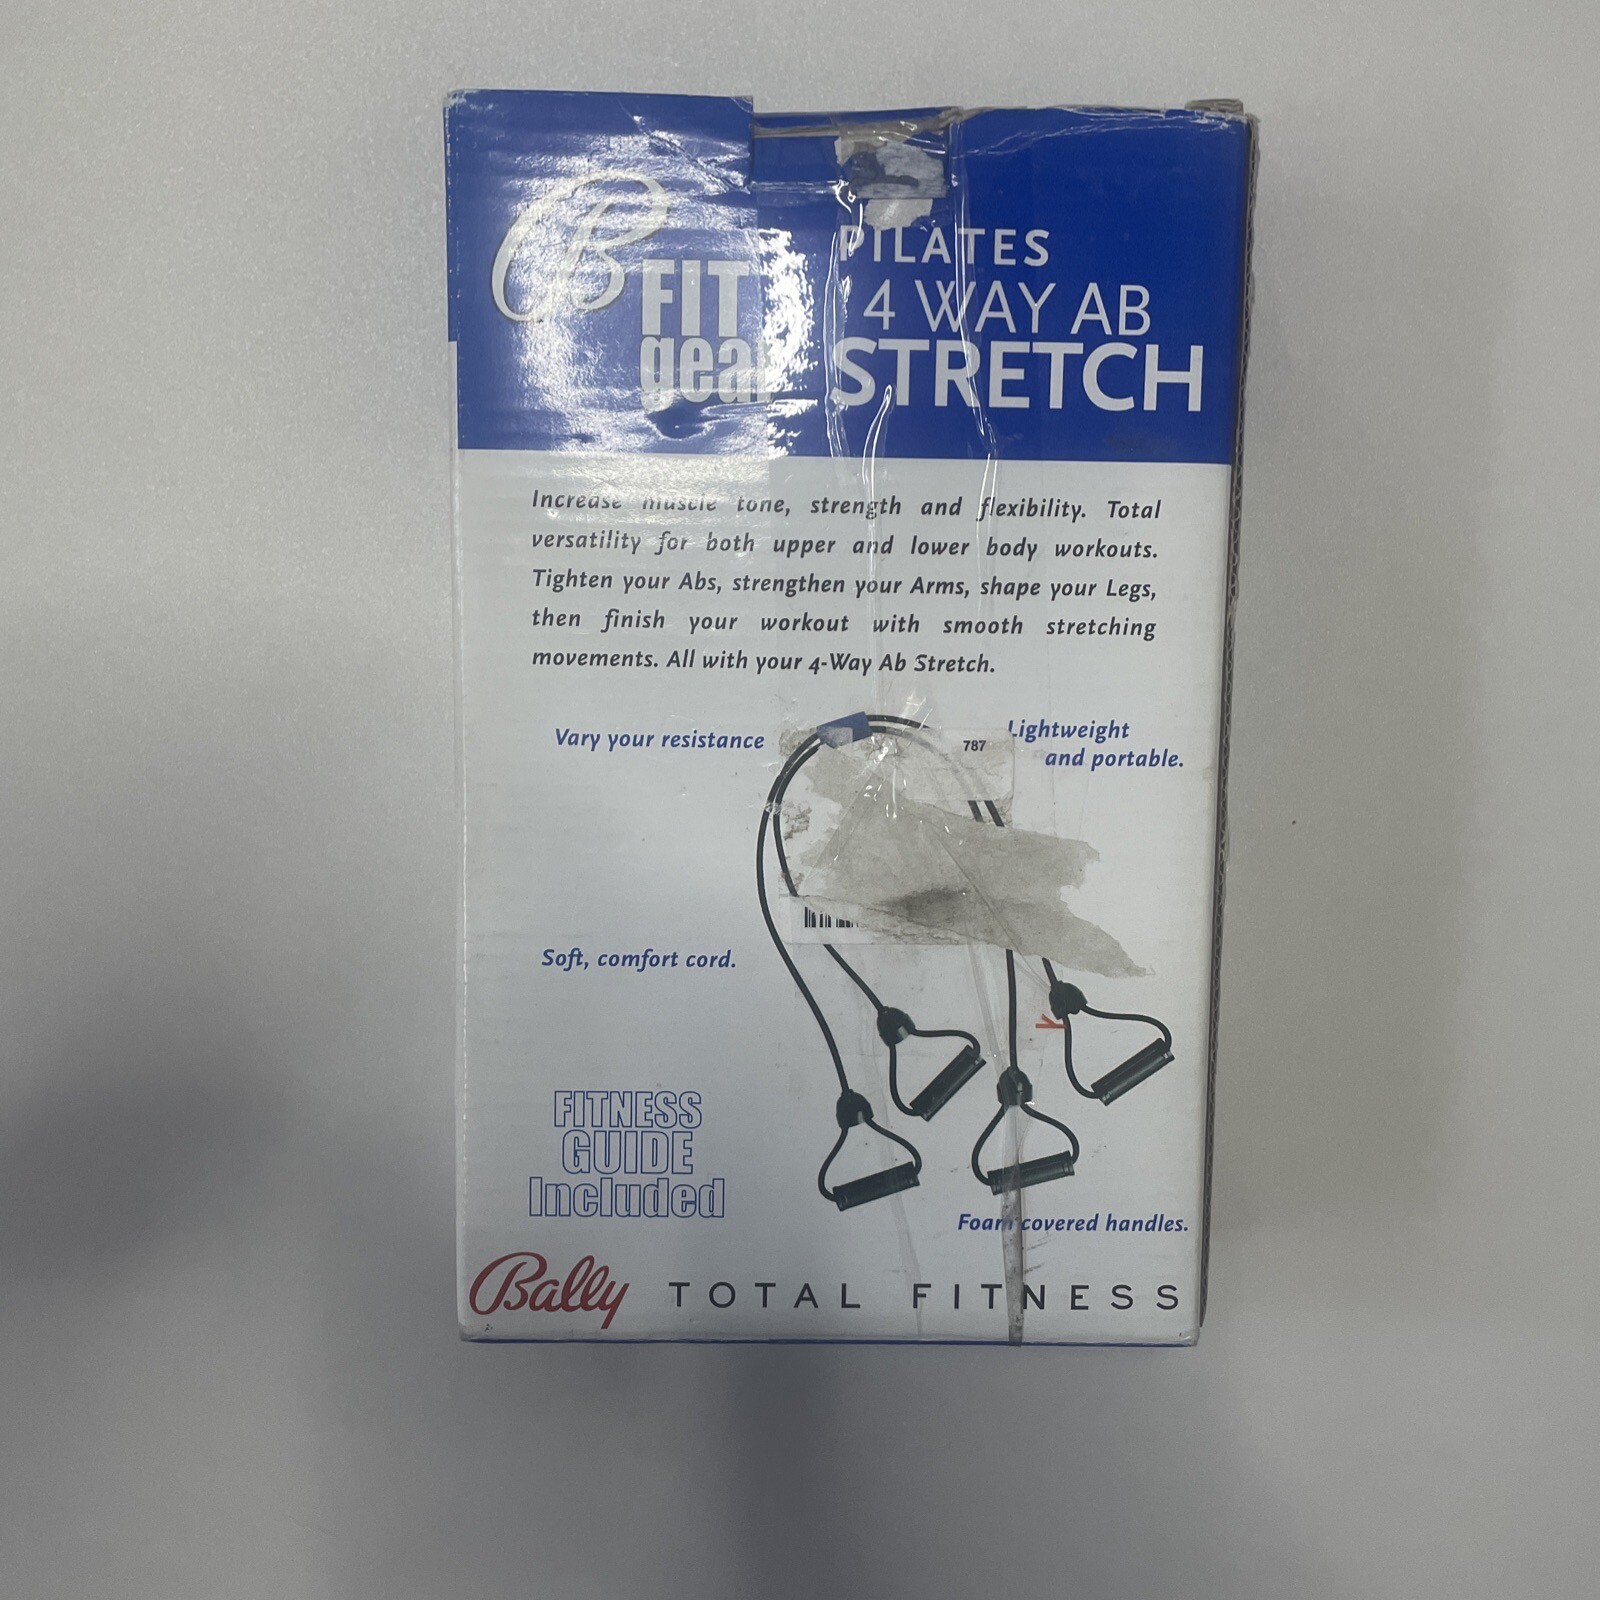 B
FIT
gear
PILATES
4 WAY AB
STRETCH
Increase muscle tone, strength and flexibility. Total
versatility for both upper and lower body workouts.
Tighten your Abs, strengthen your Arms, shape your Legs,
then finish your workout with smooth stretching
movements. All with your 4-Way Ab Stretch.
Vary your resistance
787
Lightweight
and portable.
Soft, comfort cord.
FITNESS
GUIDE
Included
Foam covered handles.
Bally TOTAL FITNESS